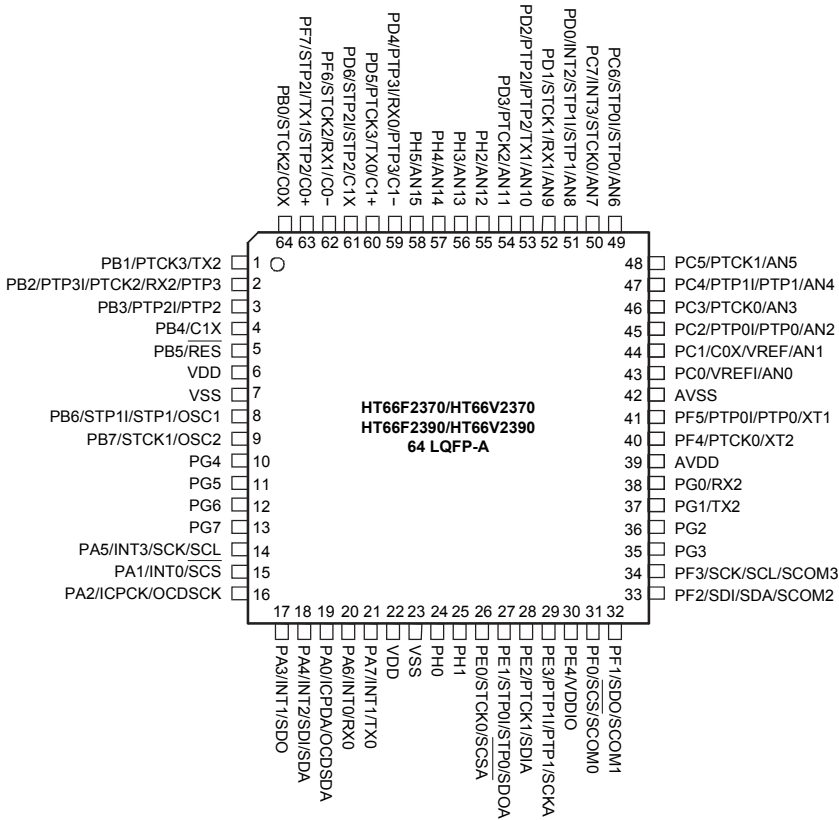 PB0/STCK2/C0X
PF7/STP2I/TX1/STP2/C0+
PF6/STCK2/RX1/C0−
PD6/STP2I/STP2/C1X
PD5/PTCK3/TX0/C1+
PD4/PTP3I/RX0/PTP3/C1−
PH5/AN15
PH4/AN14
PH3/AN13
PH2/AN12
PD3/PTCK2/AN11
PD2/PTP2I/PTP2/TX1/AN10
PD1/STCK1/RX1/AN9
PD0/INT2/STP1I/STP1/AN8
PC7/INT3/STCK0/AN7
PC6/STP0I/STP0/AN6
64 63 62 61 60 59 58 57 56 55 54 53 52 51 50 49
PB1/PTCK3/TX2 1
PB2/PTP3I/PTCK2/RX2/PTP3 2
PB3/PTP2I/PTP2 3
PB4/C1X 4
PB5/RES 5
VDD 6
VSS 7
PB6/STP1I/STP1/OSC1 8
PB7/STCK1/OSC2 9
PG4 10
PG5 11
PG6 12
PG7 13
PA5/INT3/SCK/SCL 14
PA1/INT0/SCS 15
PA2/ICPCK/OCDSCK 16
HT66F2370/HT66V2370
HT66F2390/HT66V2390
64 LQFP-A
48 PC5/PTCK1/AN5
47 PC4/PTP1I/PTP1/AN4
46 PC3/PTCK0/AN3
45 PC2/PTP0I/PTP0/AN2
44 PC1/C0X/VREF/AN1
43 PC0/VREFI/AN0
42 AVSS
41 PF5/PTP0I/PTP0/XT1
40 PF4/PTCK0/XT2
39 AVDD
38 PG0/RX2
37 PG1/TX2
36 PG2
35 PG3
34 PF3/SCK/SCL/SCOM3
33 PF2/SDI/SDA/SCOM2
17 18 19 20 21 22 23 24 25 26 27 28 29 30 31 32
PA3/INT1/SDO
PA4/INT2/SDI/SDA
PA0/ICPDA/OCDSDA
PA6/INT0/RX0
PA7/INT1/TX0
VDD
VSS
PH0
PH1
PE0/STCK0/SCSA
PE1/STP0I/STP0/SDOA
PE2/PTCK1/SDIA
PE3/PTP1I/PTP1/SCKA
PE4/VDDIO
PF0/SCS/SCOM0
PF1/SDO/SCOM1